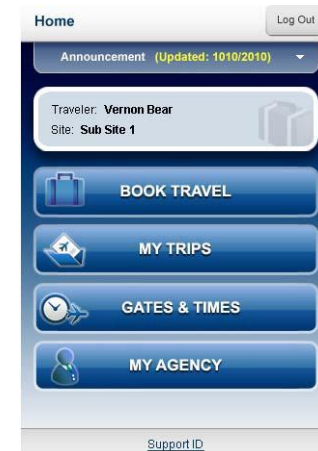 Home
Log Out
Announcement (Updated: 1010/2010)
Traveler: Vernon Bear
Site: Sub Site 1
BOOK TRAVEL
MY TRIPS
GATES & TIMES
MY AGENCY
Support ID